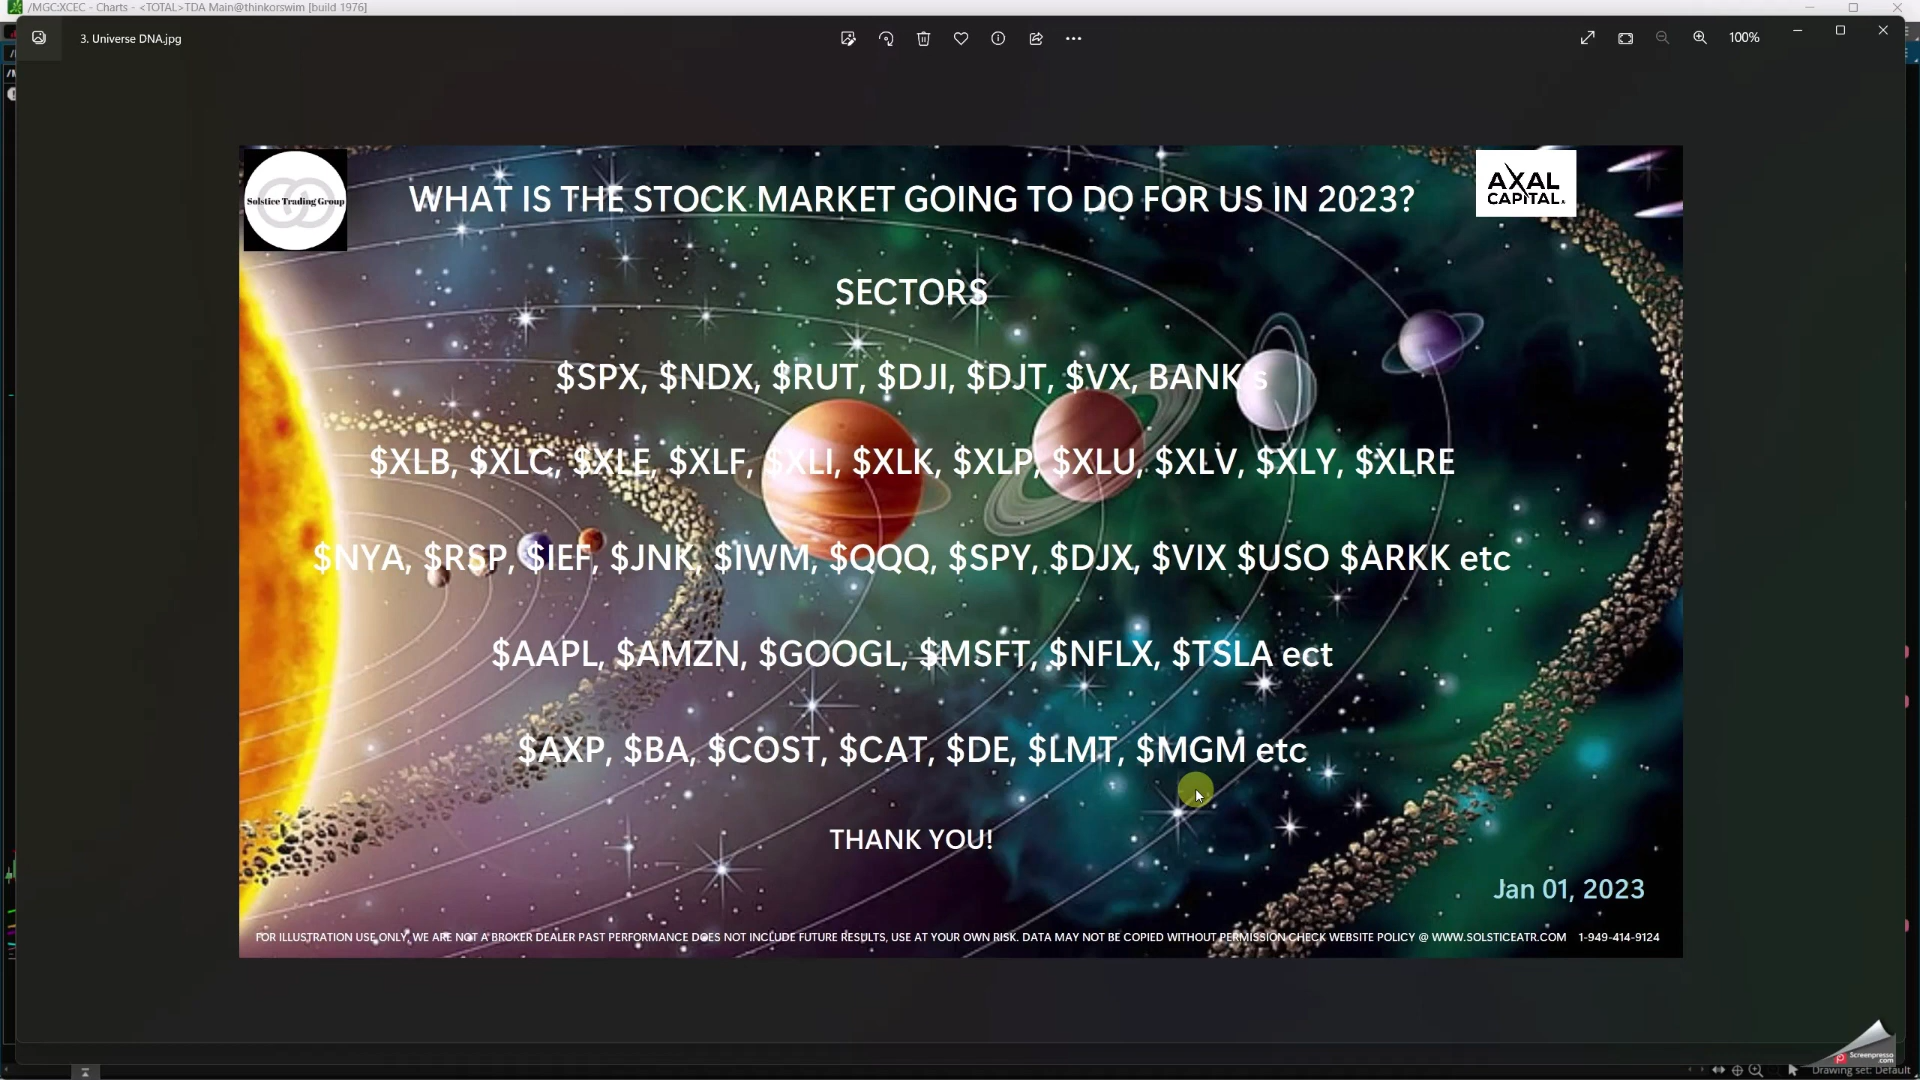 /MGC:XCEC - Charts - <TOTAL>TDA Main@thinkorswim [build 1976]
3. Universe DNA.jpg
100%
Solstice Trading Group
WHAT IS THE STOCK MARKET GOING TO DO FOR US IN 2023?
AXAL
CAPITAL
SECTORS
$SPX, $NDX, $RUT, $DJI, $DJT, $VX, BANK's
$XLB, $XLC, $XLE, $XLF, $XLI, $XLK, $XLP, $XLU, $XLV, $XLY, $XLRE
$NYA, $RSP, $IEF, $JNK, $IWM, $QQQ, $SPY, $DJX, $VIX $USO $ARKK etc
$AAPL, $AMZN, $GOOGL, $MSFT, $NFLX, $TSLA ect
$AXP, $BA, $COST, $CAT, $DE, $LMT, $MGM etc
THANK YOU!
Jan 01, 2023
FOR ILLUSTRATION USE ONLY, WE ARE NOT A BROKER DEALER PAST PERFORMANCE DOES NOT INCLUDE FUTURE RESULTS, USE AT YOUR OWN RISK. DATA MAY NOT BE COPIED WITHOUT PERMISSION CHECK WEBSITE POLICY @ WWW.SOLSTICEATR.COM 1-949-414-9124
Screenpresso
.com
Drawing set: Default